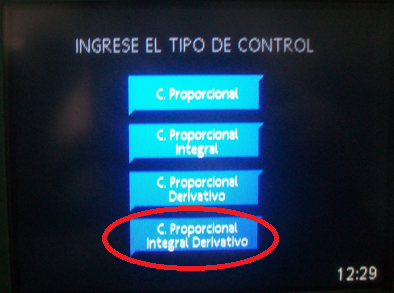 INGRESE EL TIPO DE CONTROL
C. Proporcional
C. Proporcional
Integral
C. Proporcional
Derivativo
C. Proporcional
Integral Derivativo
12:29